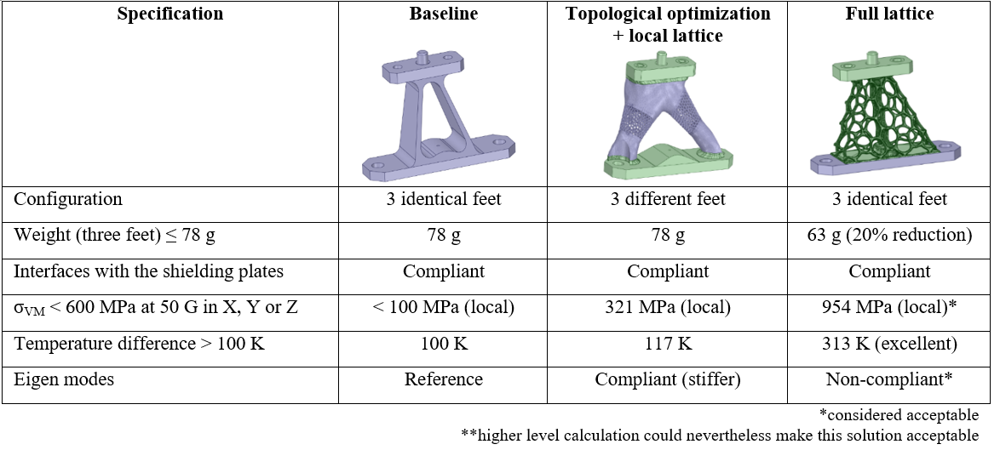 Specification Baseline Topological optimization + local lattice Full lattice
Configuration 3 identical feet 3 different feet 3 identical feet
Weight (three feet) ≤ 78 g 78 g 78 g 63 g (20% reduction)
Interfaces with the shielding plates Compliant Compliant Compliant
σVM < 600 MPa at 50 G in X, Y or Z < 100 MPa (local) 321 MPa (local) 954 MPa (local)*
Temperature difference > 100 K 100 K 117 K 313 K (excellent)
Eigen modes Reference Compliant (stiffer) Non-compliant*
*considered acceptable
**higher level calculation could nevertheless make this solution acceptable